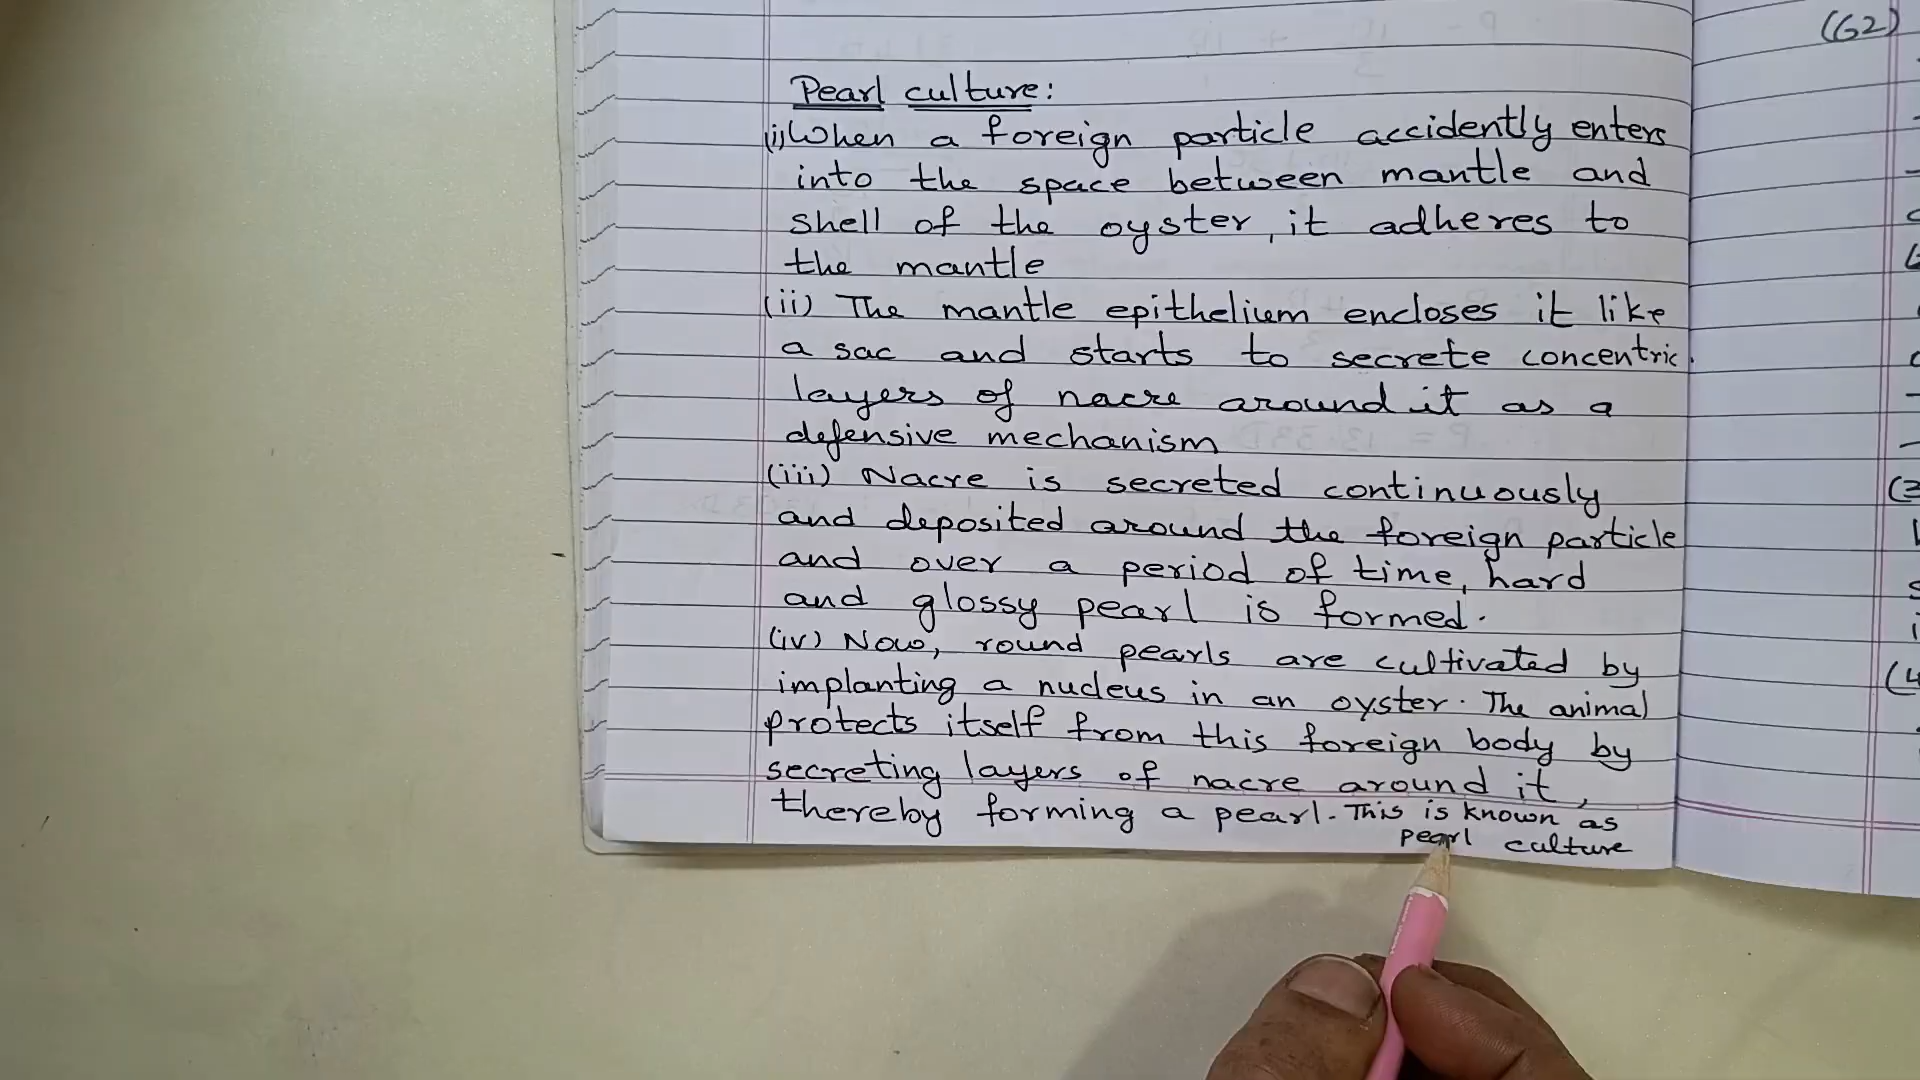 (G2)
Pearl culture:
(i) When a foreign particle accidently enters
into the space between mantle and
shell of the oyster, it adheres to
the mantle
(ii) The mantle epithelium encloses it like
a sac and starts to secrete concentric
layers of nacre around it as a
defensive mechanism
(iii) Nacre is secreted continuously
and deposited around the foreign particle
and over a period of time, hard
and glossy pearl is formed.
(iv) Now, round pearls are cultivated by
implanting a nucleus in an oyster. The animal
protects itself from this foreign body by
secreting layers of nacre around it,
thereby forming a pearl. This is known as
pearl culture